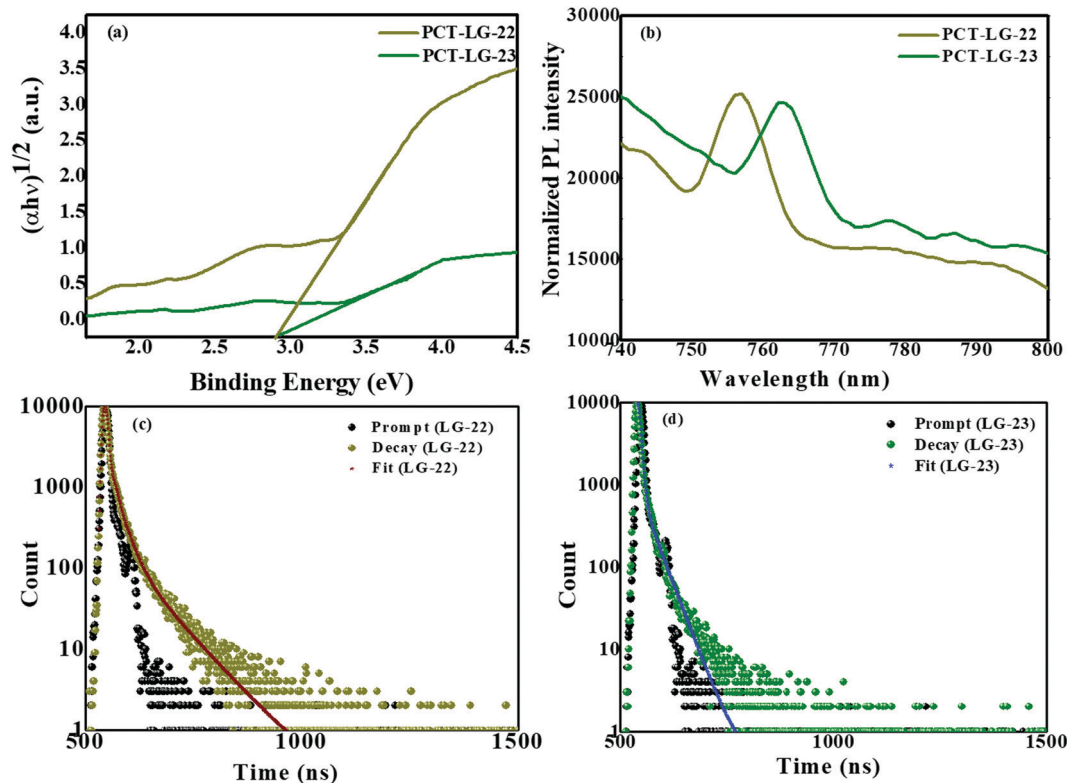 (a)
PCT-LG-22
PCT-LG-23
4.0
3.5
3.0
2.5
2.0
1.5
1.0
0.5
0.0
(αhν)1/2 (a.u.)
2.0 2.5 3.0 3.5 4.0 4.5
Binding Energy (eV)
(b)
PCT-LG-22
PCT-LG-23
30000
25000
20000
15000
10000
Normalized PL intensity
740 750 760 770 780 790 800
Wavelength (nm)
(c)
Prompt (LG-22)
Decay (LG-22)
Fit (LG-22)
10000
1000
100
10
1
Count
500 1000 1500
Time (ns)
(d)
Prompt (LG-23)
Decay (LG-23)
Fit (LG-23)
10000
1000
100
10
1
Count
500 1000 1500
Time (ns)